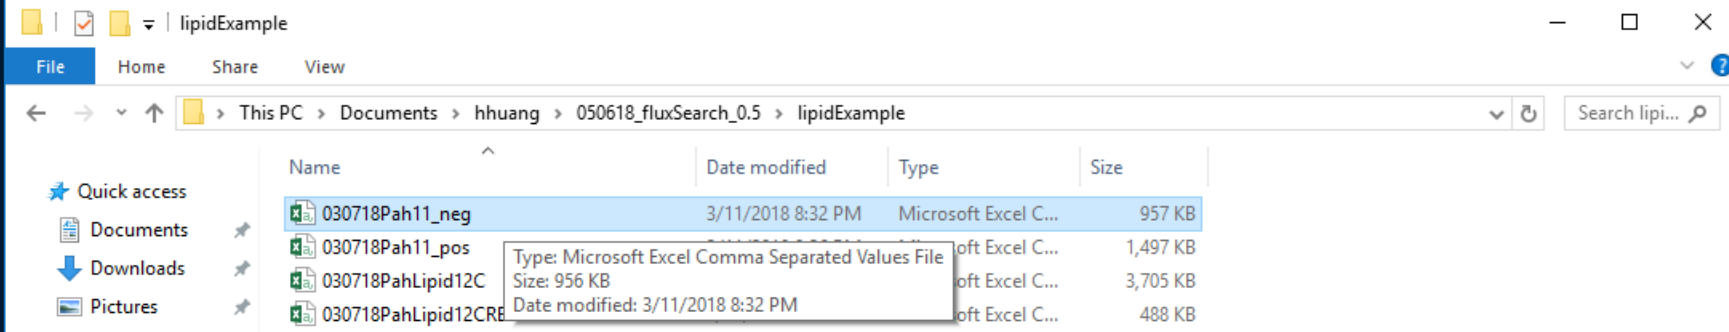 lipidExample
File Home Share View
This PC > Documents > hhuang > 050618_fluxSearch_0.5 > lipidExample Search lipi...
Name Date modified Type Size
Quick access
030718Pah11_neg 3/11/2018 8:32 PM Microsoft Excel C... 957 KB
Documents
030718Pah11_pos oft Excel C... 1,497 KB
Type: Microsoft Excel Comma Separated Values File
Downloads
030718PahLipid12C oft Excel C... 3,705 KB
Size: 956 KB
Pictures
030718PahLipid12CRE oft Excel C... 488 KB
Date modified: 3/11/2018 8:32 PM